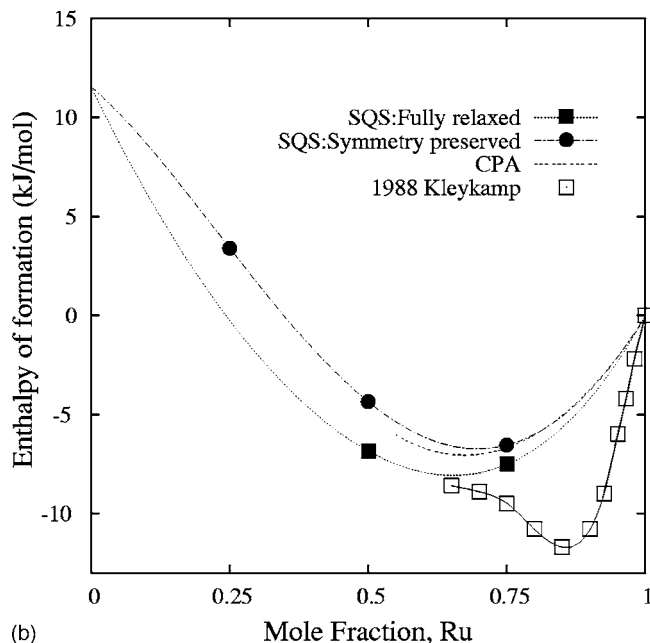 15
10
5
0
-5
-10
Enthalpy of formation (kJ/mol)
SQS:Fully relaxed
SQS:Symmetry preserved
CPA
1988 Kleykamp
0 0.25 0.5 0.75 1
(b) Mole Fraction, Ru